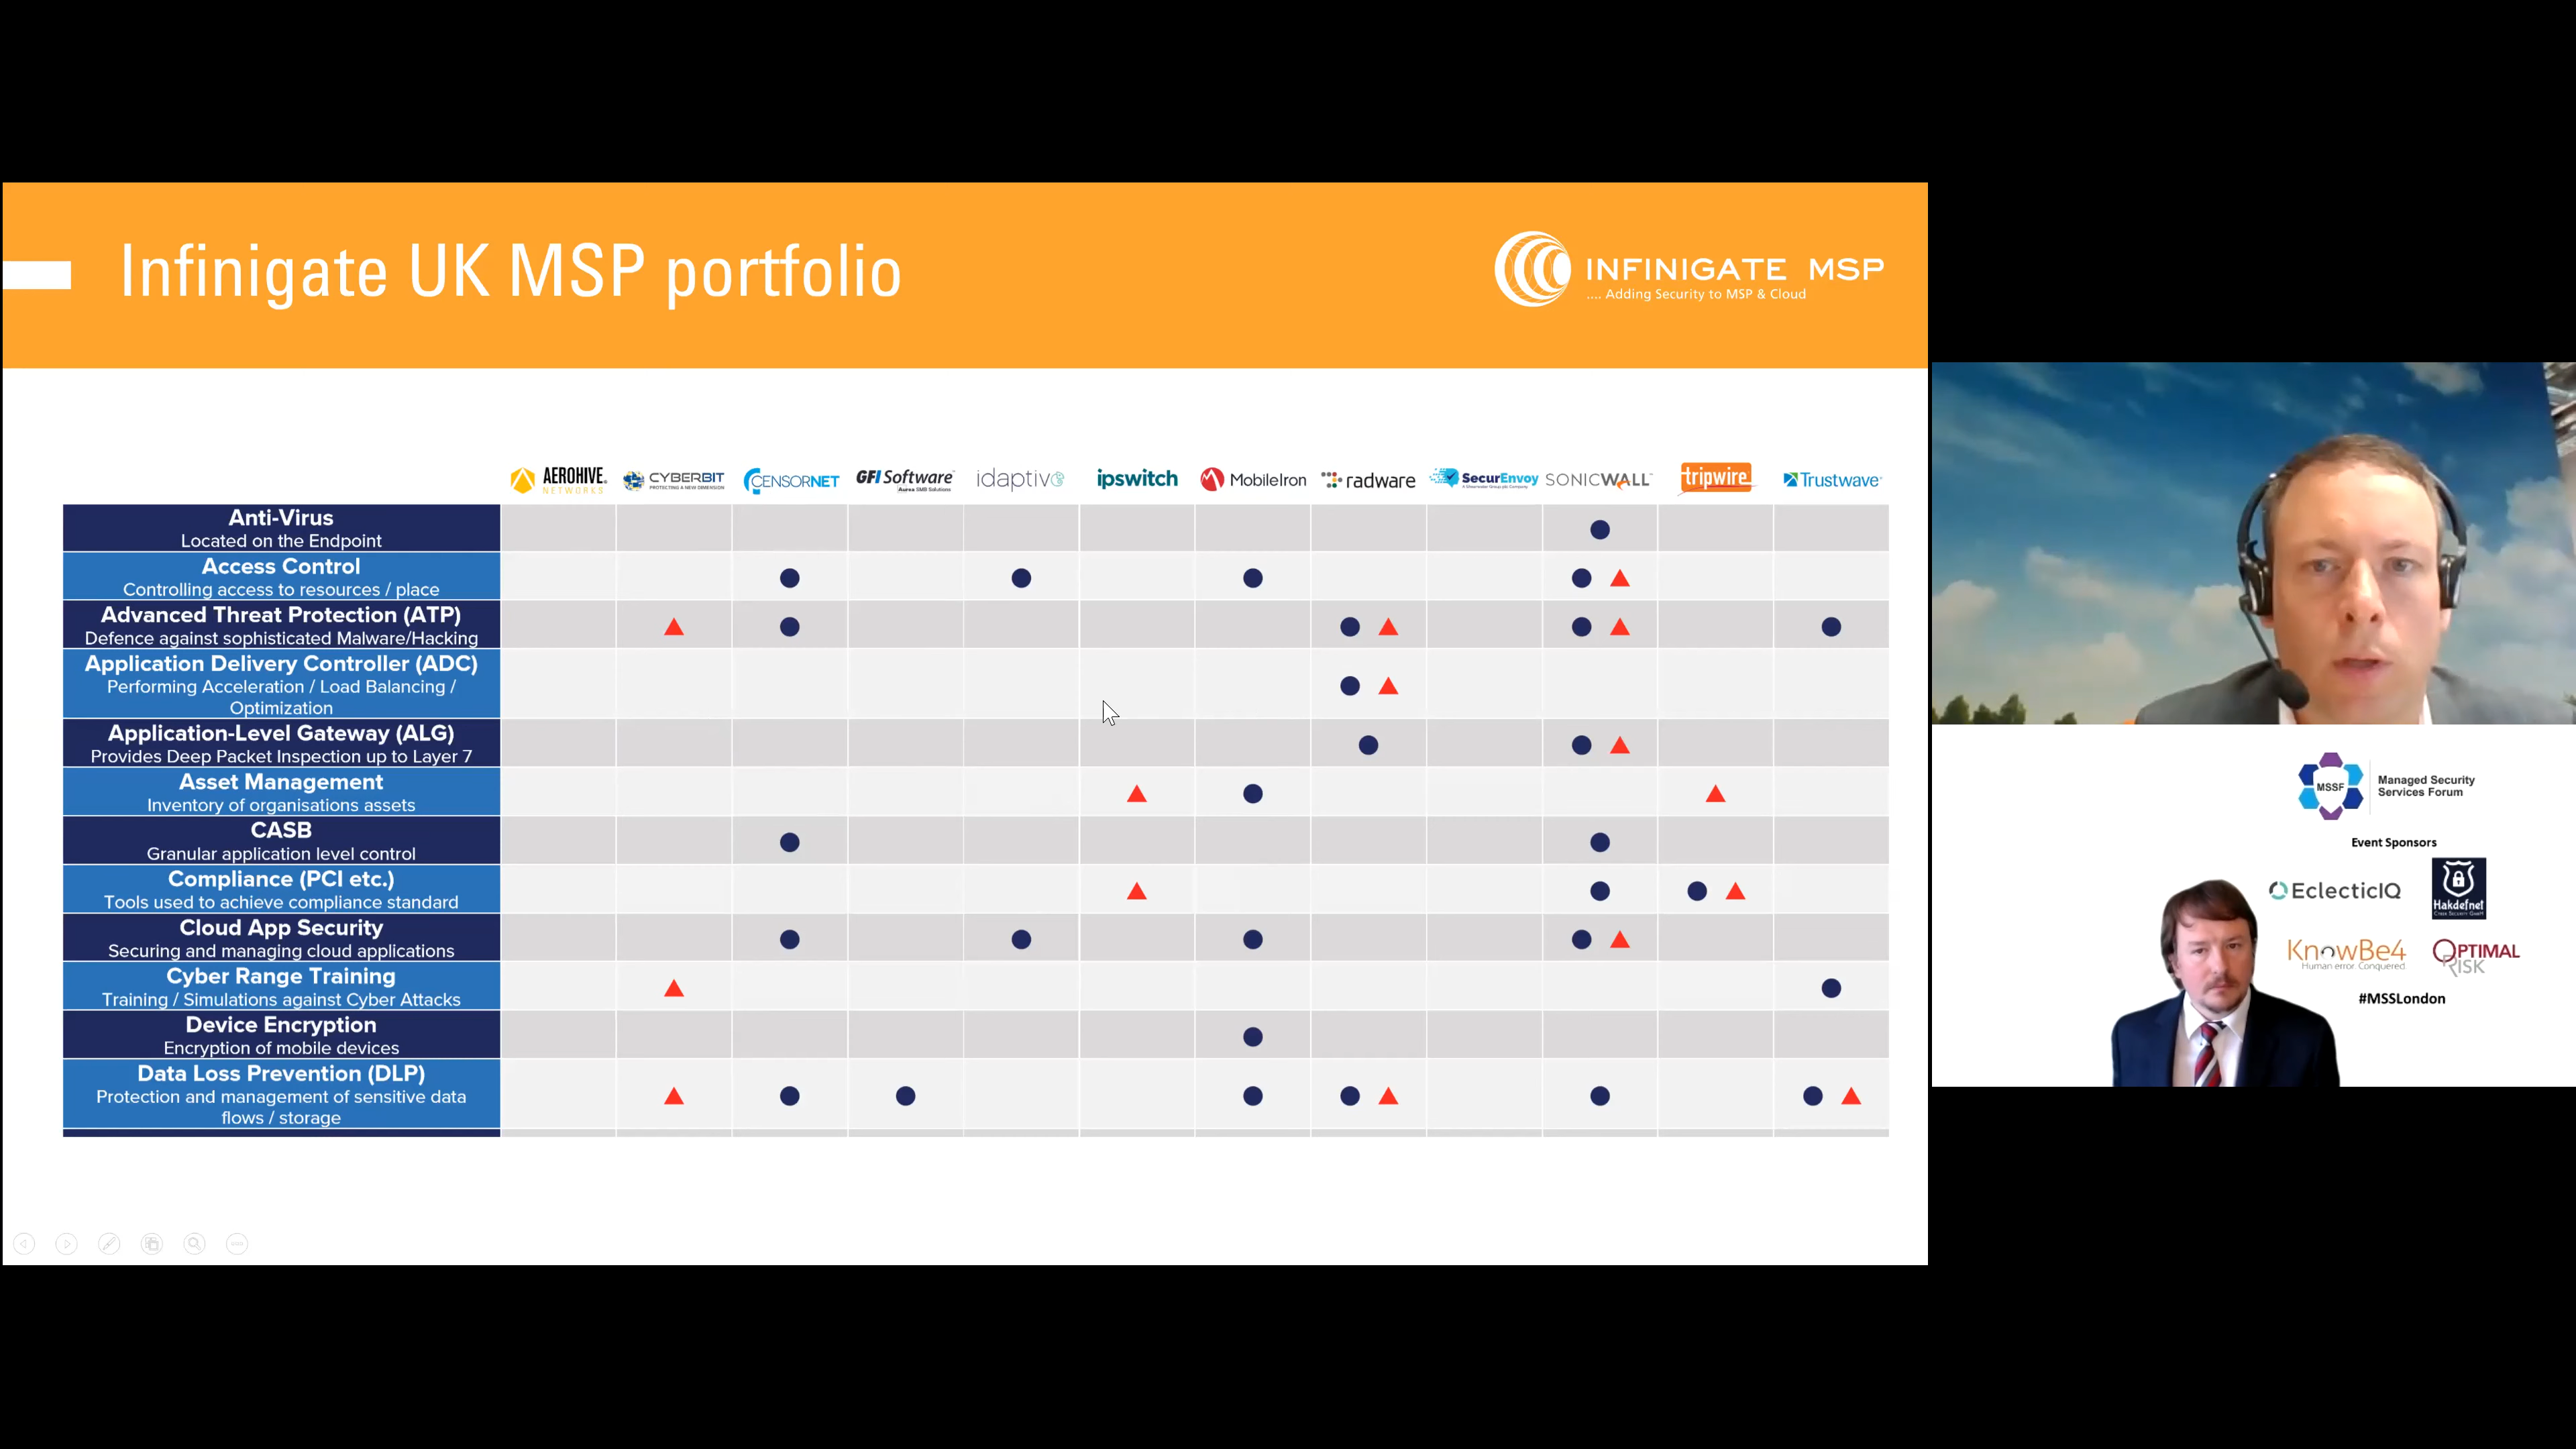 Infinigate UK MSP portfolio
INFINIGATE MSP
.... Adding Security to MSP & Cloud
AEROHIVE NETWORKS
CYBERBIT
PROTECTING A NEW DIMENSION
CENSORNET
GFI Software
Aurea SMB Solutions
idaptive
ipswitch
MobileIron
radware
SecurEnvoy
SONICWALL
tripwire
Trustwave
Anti-Virus
Located on the Endpoint
Access Control
Controlling access to resources / place
Advanced Threat Protection (ATP)
Defence against sophisticated Malware/Hacking
Application Delivery Controller (ADC)
Performing Acceleration / Load Balancing /
Optimization
Application-Level Gateway (ALG)
Provides Deep Packet Inspection up to Layer 7
Asset Management
Inventory of organisations assets
CASB
Granular application level control
Compliance (PCI etc.)
Tools used to achieve compliance standard
Cloud App Security
Securing and managing cloud applications
Cyber Range Training
Training / Simulations against Cyber Attacks
Device Encryption
Encryption of mobile devices
Data Loss Prevention (DLP)
Protection and management of sensitive data
flows / storage
MSSF
Managed Security
Services Forum
Event Sponsors
EclecticIQ
Hakdefnet
KnowBe4
Human error. Conquered.
OPTIMAL
RISK
#MSSLondon